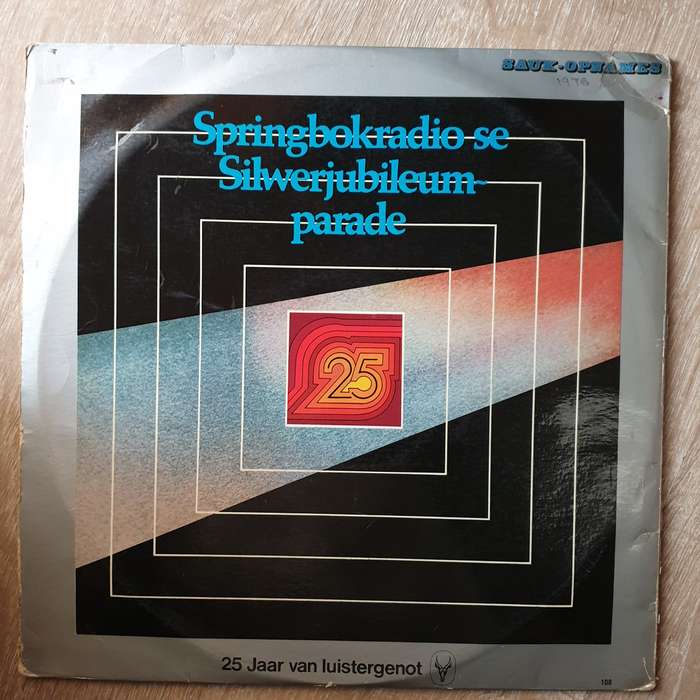 SAUK-OPNAMES
1976
Springbokradio se
Silwerjubileum-
parade
25
25 Jaar van luistergenot
108